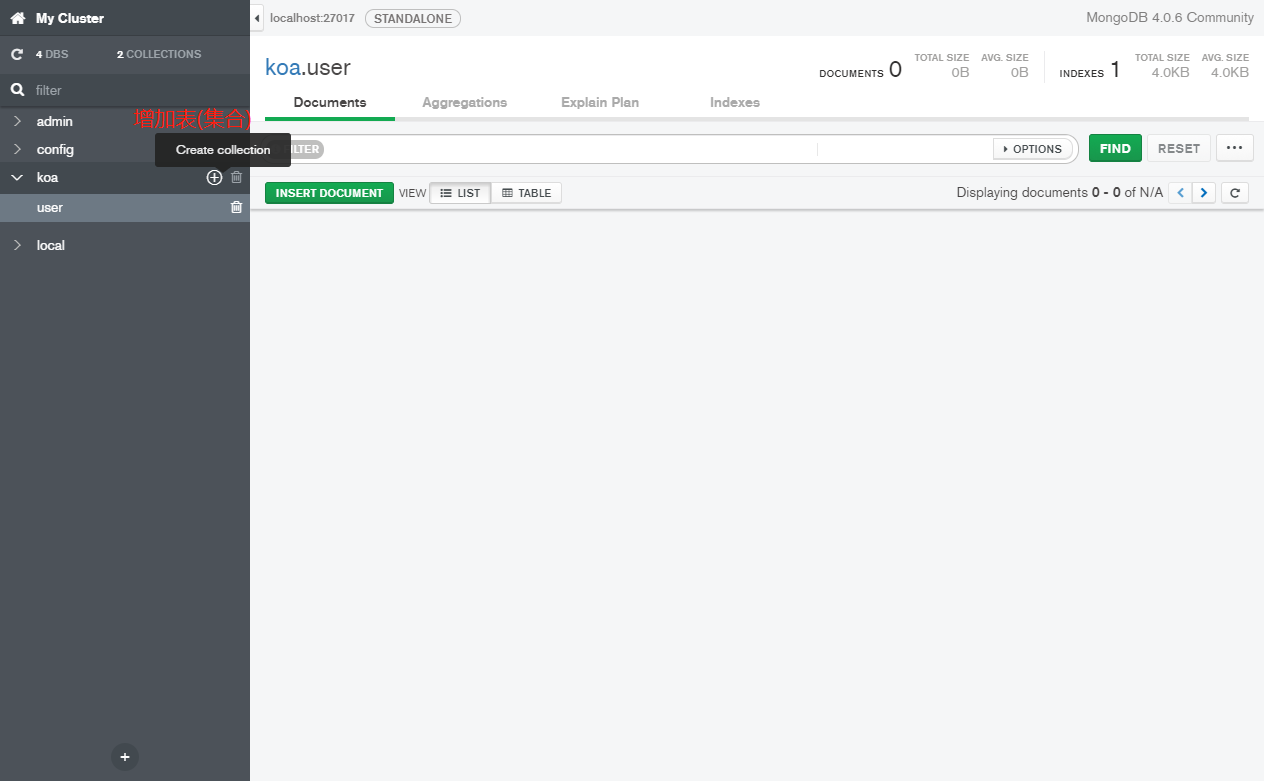 My Cluster
4 DBS 2 COLLECTIONS
filter
admin
增加表(集合)
config
Create collection
koa
user
local
localhost:27017 STANDALONE MongoDB 4.0.6 Community
koa.user
DOCUMENTS 0 TOTAL SIZE 0B AVG. SIZE 0B INDEXES 1 TOTAL SIZE 4.0KB AVG. SIZE 4.0KB
Documents Aggregations Explain Plan Indexes
ILTER OPTIONS FIND RESET ...
INSERT DOCUMENT VIEW LIST TABLE Displaying documents 0 - 0 of N/A